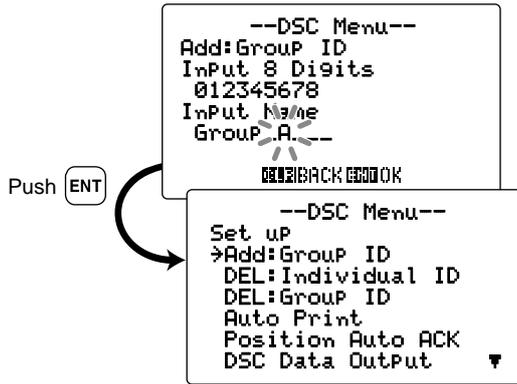 --DSC Menu--
Add:Group ID
Input 8 Digits
012345678
Input Name
Group A.__
BACK OK
Push ENT
--DSC Menu--
Set up
→Add:Group ID
DEL:Individual ID
DEL:Group ID
Auto Print
Position Auto ACK
DSC Data Output ▼